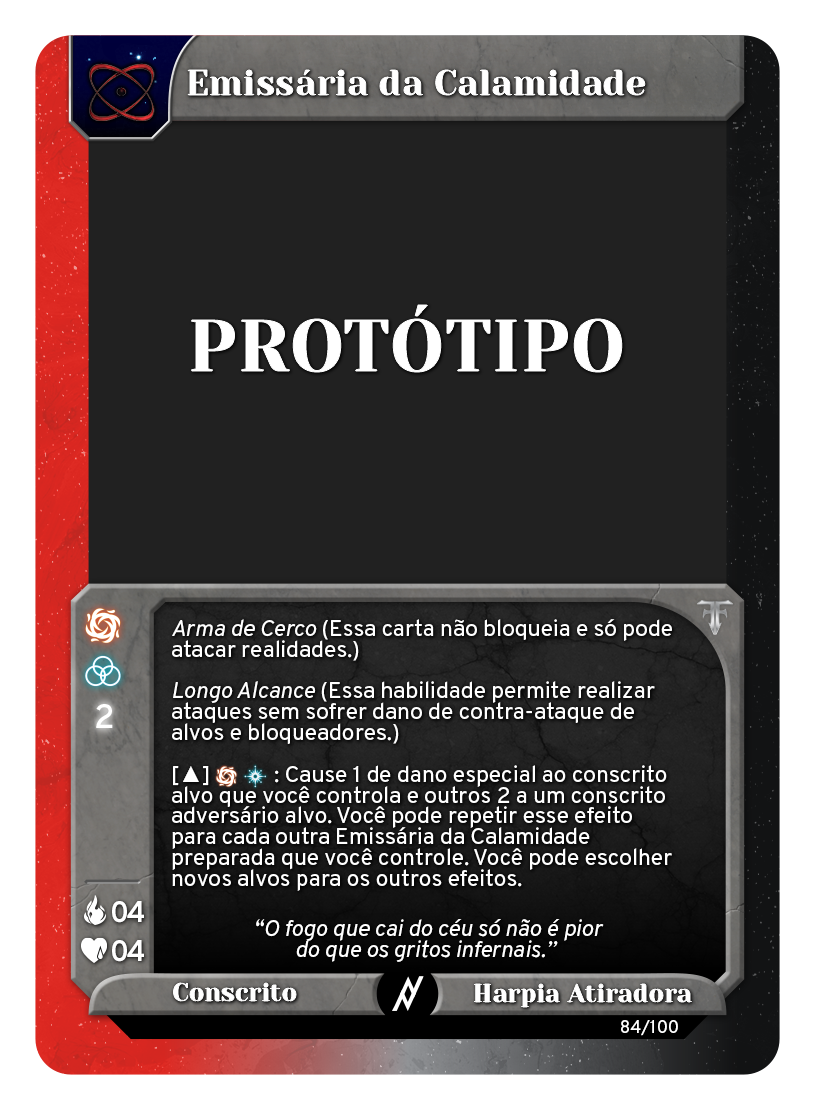 Emissária da Calamidade
PROTÓTIPO
2
Arma de Cerco (Essa carta não bloqueia e só pode
atacar realidades.)
Longo Alcance (Essa habilidade permite realizar
ataques sem sofrer dano de contra-ataque de
alvos e bloqueadores.)
[▲] : Cause 1 de dano especial ao conscrito
alvo que você controla e outros 2 a um conscrito
adversário alvo. Você pode repetir esse efeito
para cada outra Emissária da Calamidade
preparada que você controle. Você pode escolher
novos alvos para os outros efeitos.
“O fogo que cai do céu só não é pior
do que os gritos infernais.”
04
04
Conscrito
Harpia Atiradora
84/100